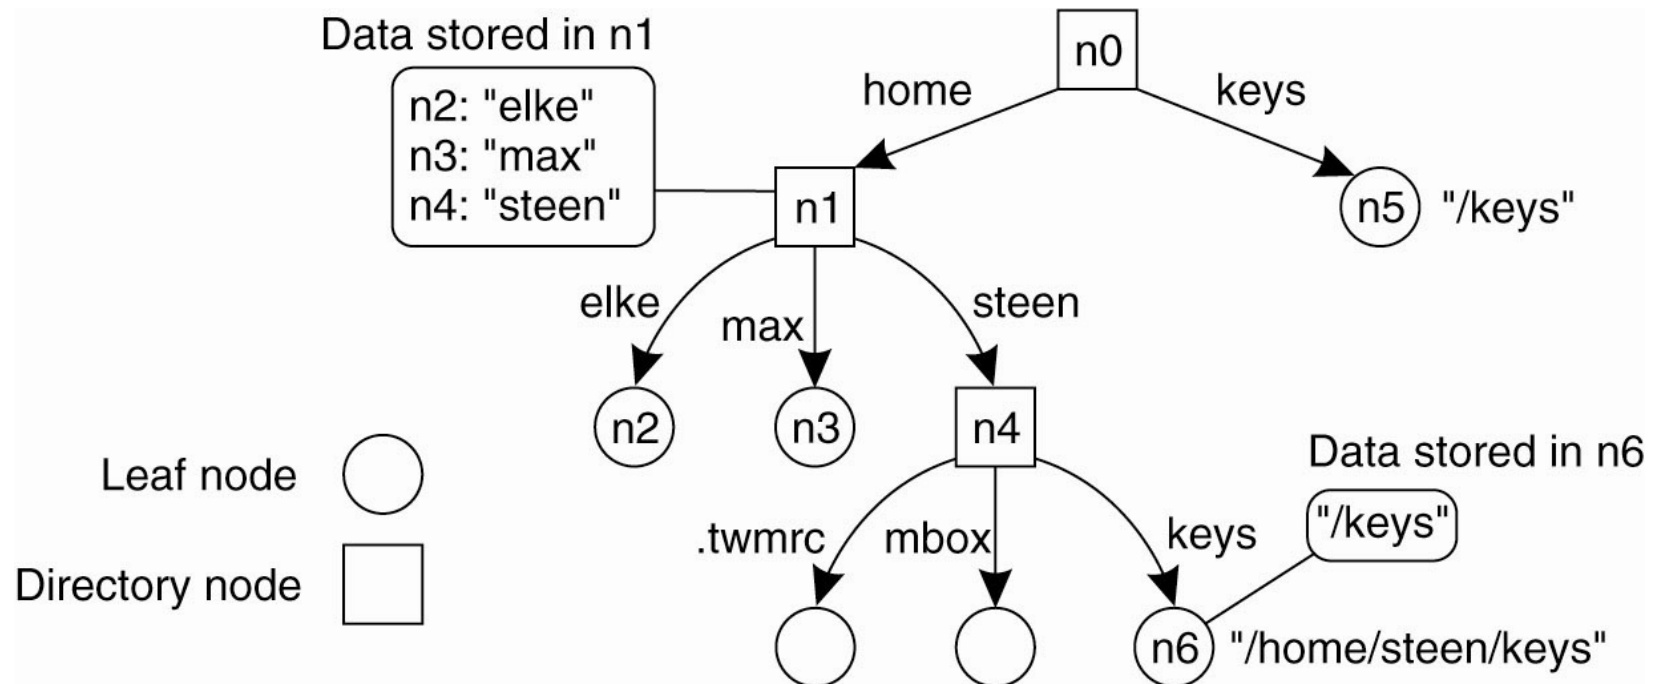 Data stored in n1
n0
home
keys
n2: "elke"
n3: "max"
n4: "steen"
n1
n5 "/keys"
elke
max
steen
n2
n3
n4
Data stored in n6
Leaf node
"/keys"
.twmrc
mbox
keys
Directory node
n6 "/home/steen/keys"